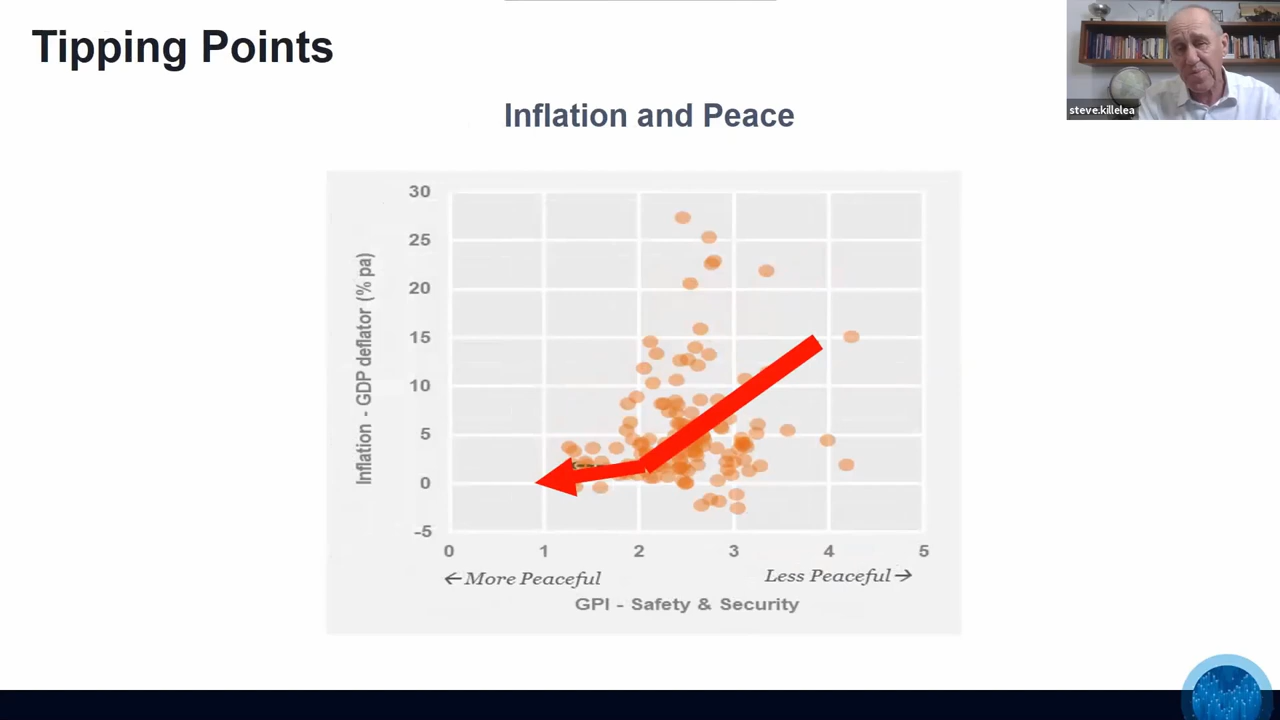 Tipping Points
steve.killelea
Inflation and Peace
30
25
20
15
10
5
0
-5
Inflation - GDP deflator (% pa)
0 1 2 3 4 5
←More Peaceful
Less Peaceful→
GPI - Safety & Security